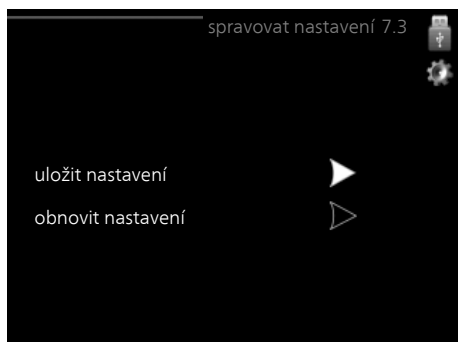 spravovat nastavení 7.3
uložit nastavení
obnovit nastavení